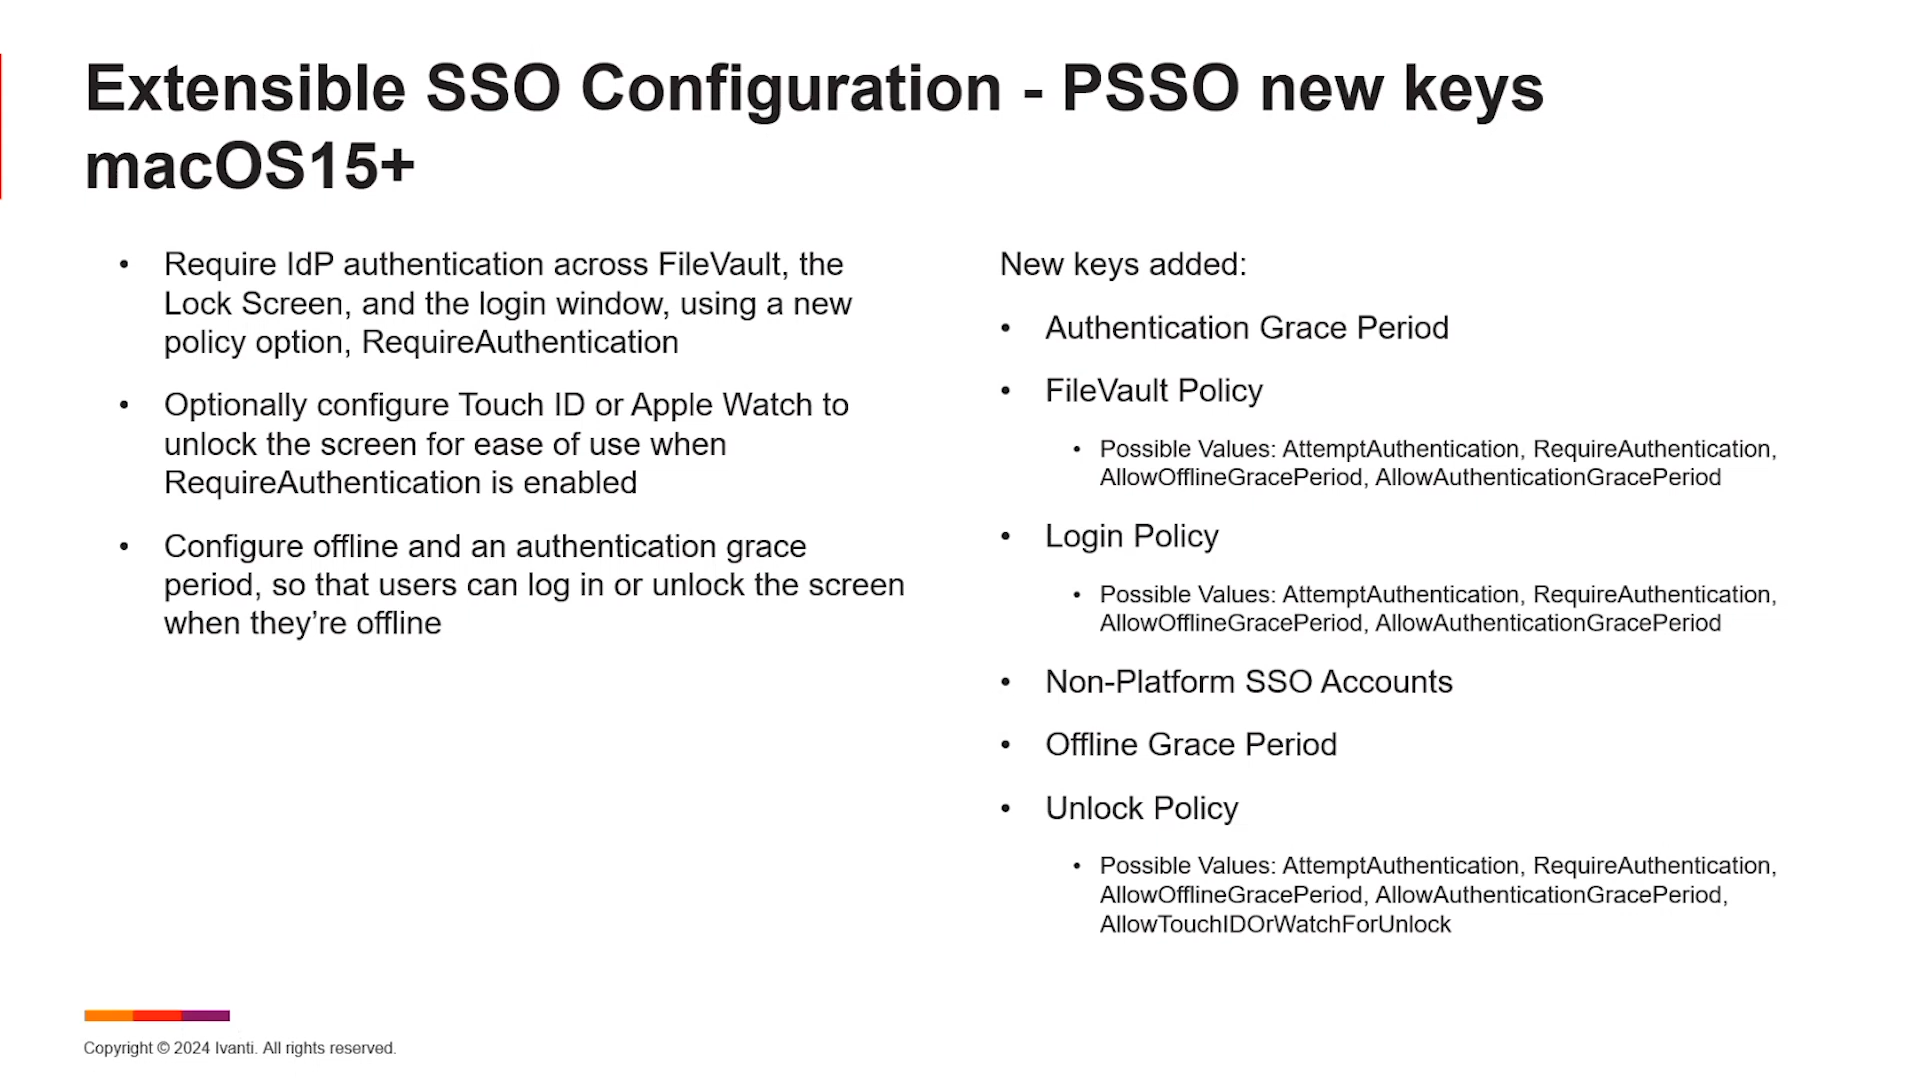 Extensible SSO Configuration - PSSO new keys
macOS15+
• Require IdP authentication across FileVault, the
Lock Screen, and the login window, using a new
policy option, RequireAuthentication
• Optionally configure Touch ID or Apple Watch to
unlock the screen for ease of use when
RequireAuthentication is enabled
• Configure offline and an authentication grace
period, so that users can log in or unlock the screen
when they’re offline
New keys added:
• Authentication Grace Period
• FileVault Policy
• Possible Values: AttemptAuthentication, RequireAuthentication,
AllowOfflineGracePeriod, AllowAuthenticationGracePeriod
• Login Policy
• Possible Values: AttemptAuthentication, RequireAuthentication,
AllowOfflineGracePeriod, AllowAuthenticationGracePeriod
• Non-Platform SSO Accounts
• Offline Grace Period
• Unlock Policy
• Possible Values: AttemptAuthentication, RequireAuthentication,
AllowOfflineGracePeriod, AllowAuthenticationGracePeriod,
AllowTouchIDOrWatchForUnlock
Copyright © 2024 Ivanti. All rights reserved.